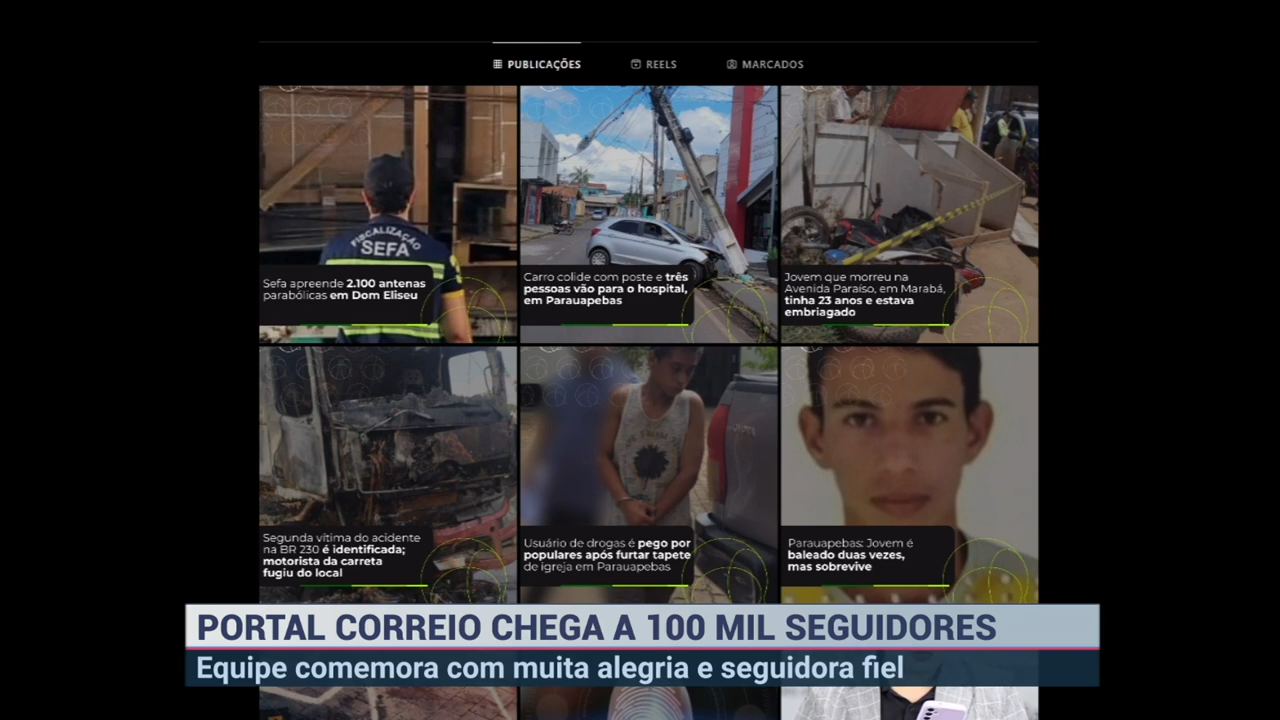 PUBLICAÇÕES
REELS
MARCADOS
FISCALIZAÇÃO
SEFA
Sefa apreende 2.100 antenas
parabólicas em Dom Eliseu
Carro colide com poste e três
pessoas vão para o hospital,
em Parauapebas
Jovem que morreu na
Avenida Paraíso, em Marabá,
tinha 23 anos e estava
embriagado
Segunda vítima do acidente
na BR 230 é identificada;
motorista da carreta
fugiu do local
Usuário de drogas é pego por
populares após furtar tapete
de igreja em Parauapebas
Parauapebas: Jovem é
baleado duas vezes,
mas sobrevive
PORTAL CORREIO CHEGA A 100 MIL SEGUIDORES
Equipe comemora com muita alegria e seguidora fiel